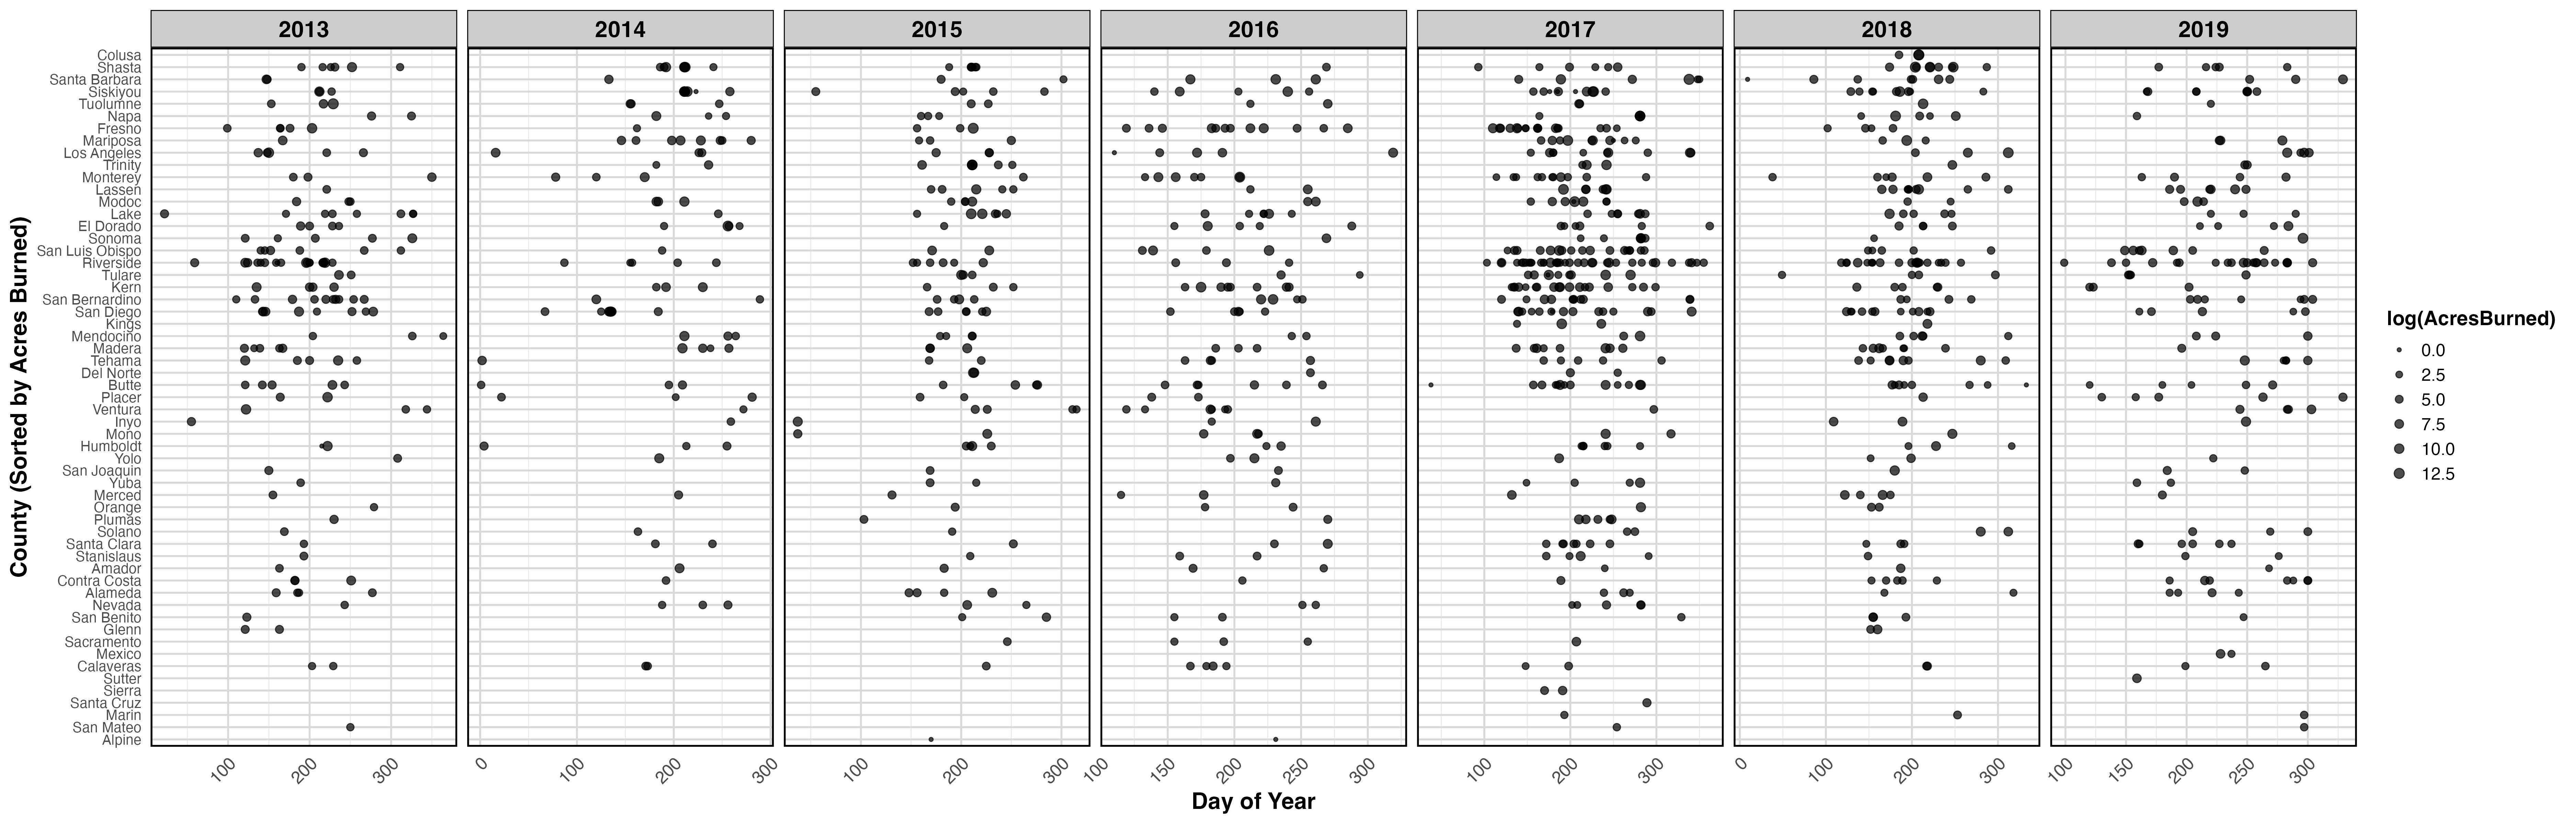 2013 2014 2015 2016 2017 2018 2019
County (Sorted by Acres Burned)
Colusa
Shasta
Santa Barbara
Siskiyou
Tuolumne
Napa
Fresno
Mariposa
Los Angeles
Trinity
Monterey
Lassen
Modoc
Lake
El Dorado
Sonoma
San Luis Obispo
Riverside
Tulare
Kern
San Bernardino
San Diego
Kings
Mendocino
Madera
Tehama
Del Norte
Butte
Placer
Ventura
Inyo
Mono
Humboldt
Yolo
San Joaquin
Yuba
Merced
Orange
Plumas
Solano
Santa Clara
Stanislaus
Amador
Contra Costa
Alameda
Nevada
San Benito
Glenn
Sacramento
Mexico
Calaveras
Sutter
Sierra
Santa Cruz
Marin
San Mateo
Alpine
100 200 300 0 100 200 300 100 200 300 100 150 200 250 300 100 200 300 0 100 200 300 100 150 200 250 300
Day of Year
log(AcresBurned)
0.0
2.5
5.0
7.5
10.0
12.5